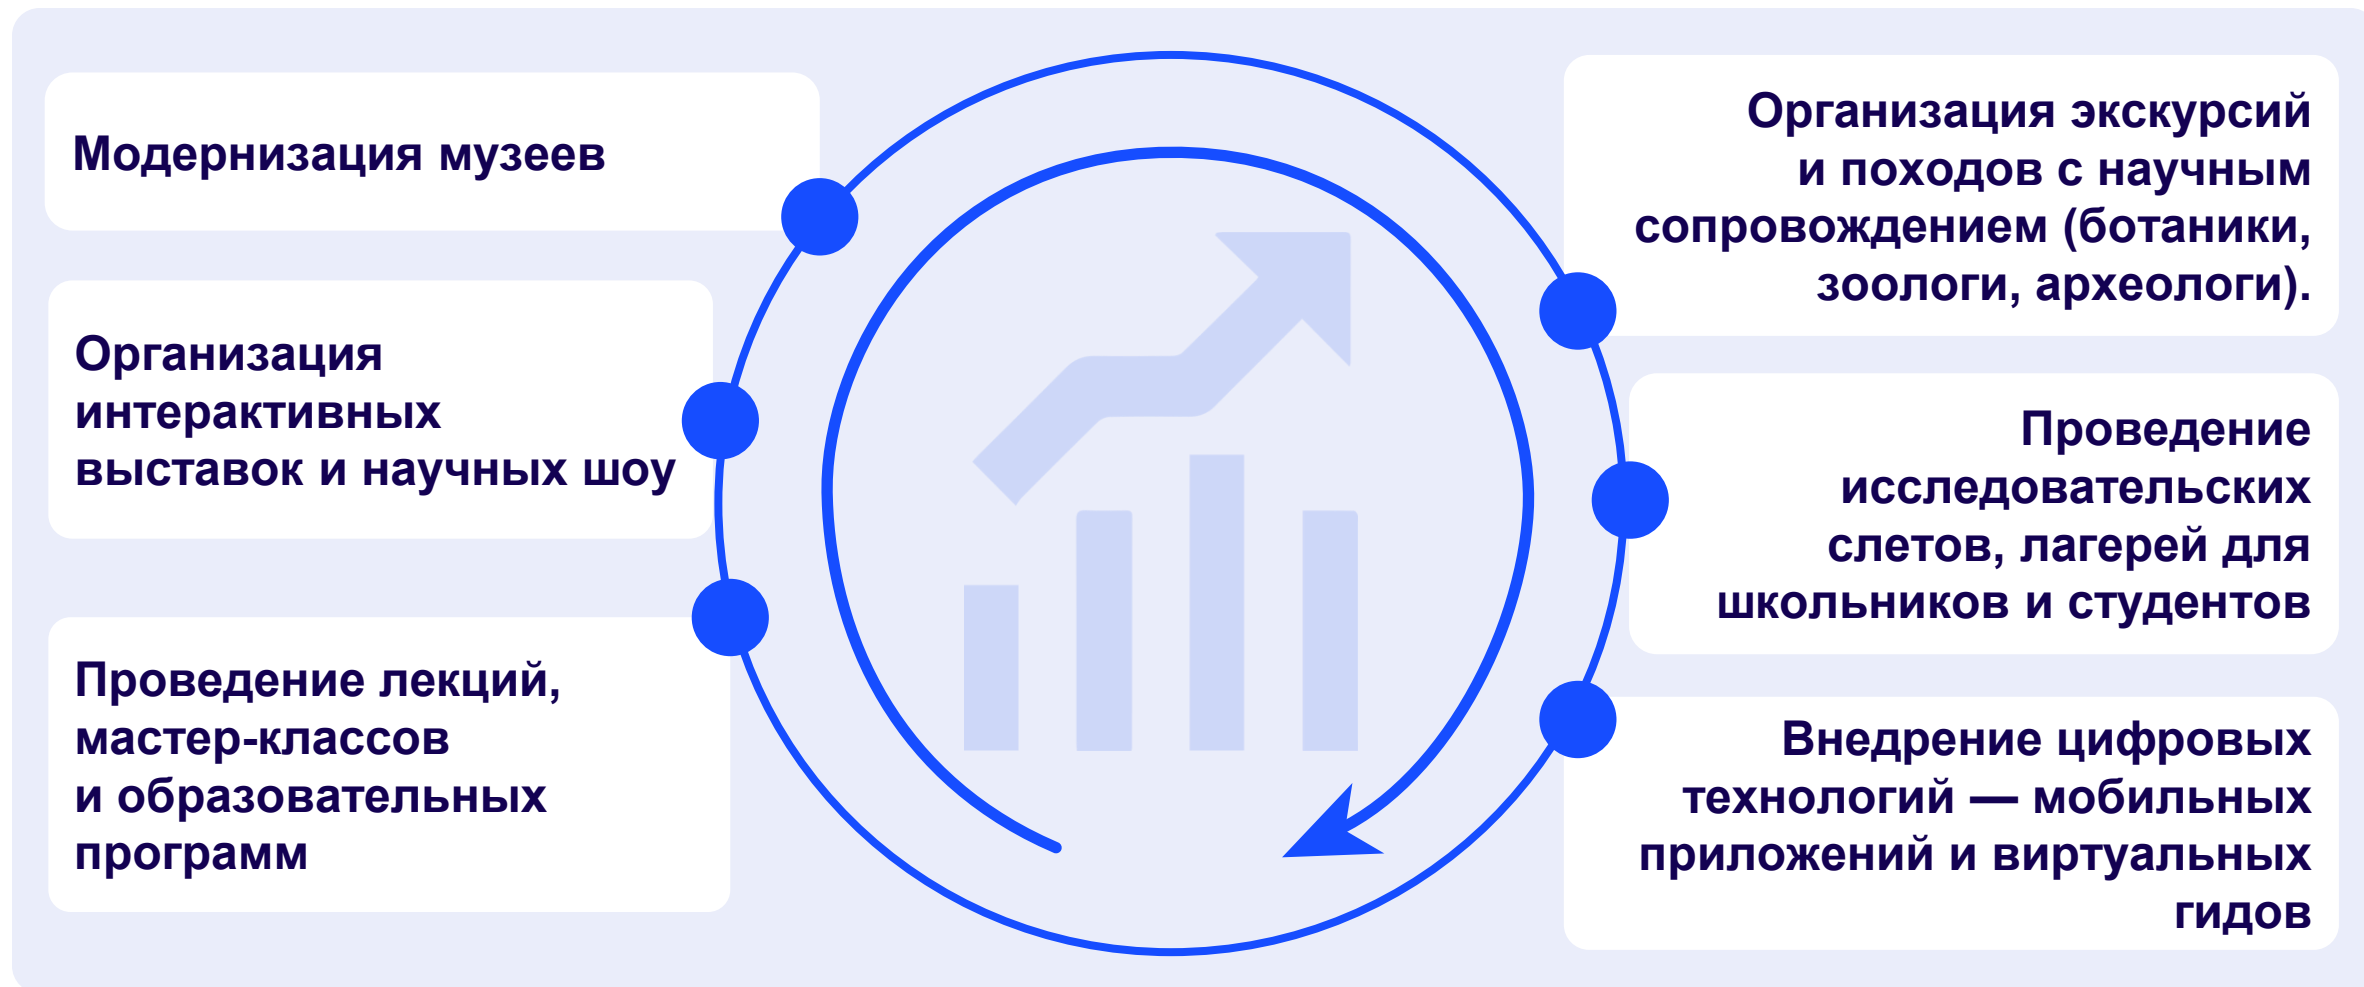 Модернизация музеев
Организация
интерактивных
выставок и научных шоу
Проведение лекций,
мастер-классов
и образовательных
программ
Организация экскурсий
и походов с научным
сопровождением (ботаники,
зоологи, археологи).
Проведение
исследовательских
слетов, лагерей для
школьников и студентов
Внедрение цифровых
технологий — мобильных
приложений и виртуальных
гидов